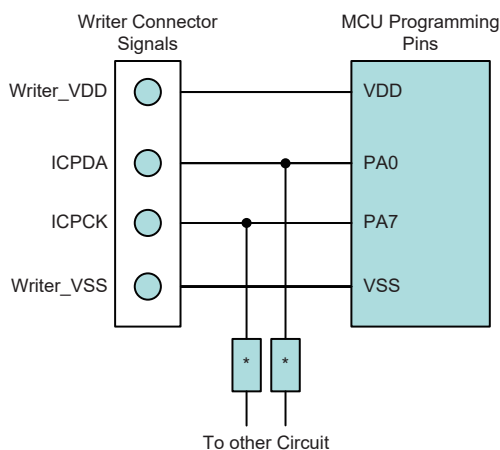 Writer Connector
Signals
MCU Programming
Pins
Writer_VDD
VDD
ICPDA
PA0
ICPCK
PA7
Writer_VSS
VSS
*
*
To other Circuit